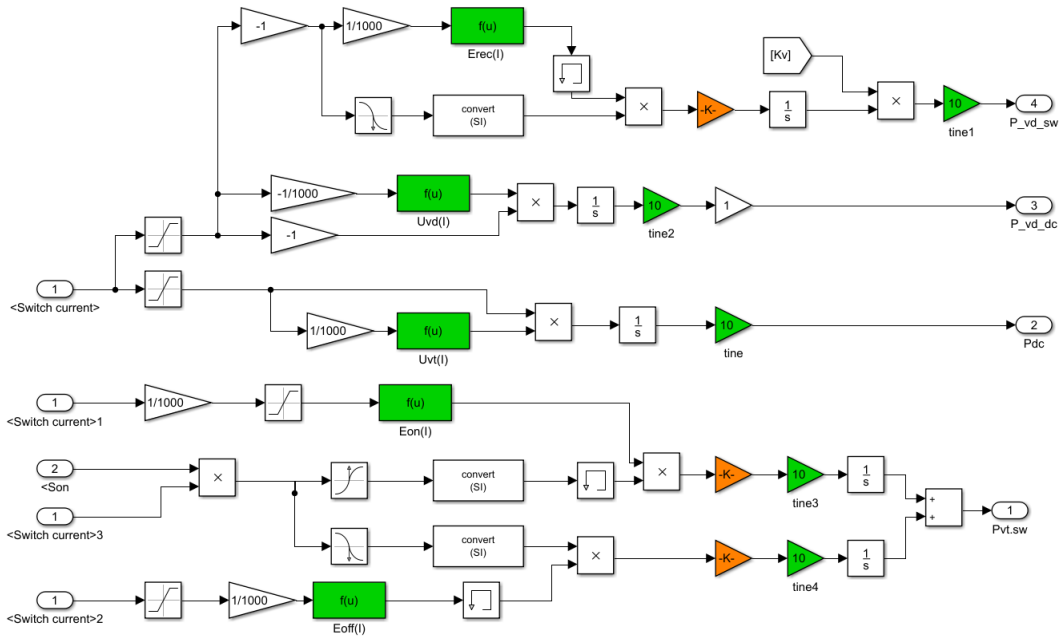 -1
1/1000
f(u)
Erec(I)
[Kv]
convert
(SI)
×
-K-
1
s
×
10
tine1
4
P_vd_sw
-1/1000
f(u)
Uvd(I)
×
1
s
10
tine2
1
3
P_vd_dc
-1
1
<Switch current>
1/1000
f(u)
Uvt(I)
×
1
s
10
tine
2
Pdc
1
<Switch current>1
1/1000
f(u)
Eon(I)
2
<Son
×
convert
(SI)
×
-K-
10
tine3
1
s
1
<Switch current>3
+
+
1
Pvt.sw
convert
(SI)
×
-K-
10
tine4
1
s
1
<Switch current>2
1/1000
f(u)
Eoff(I)